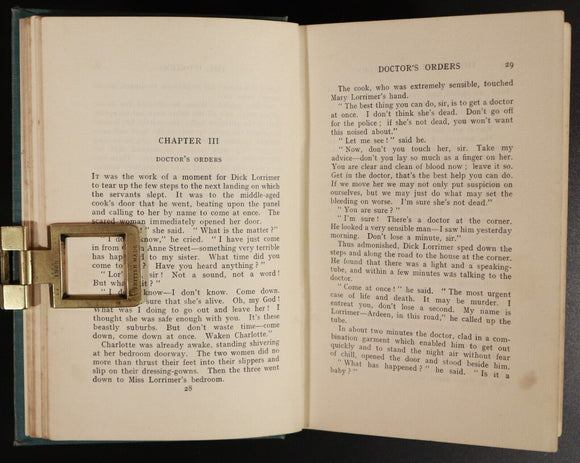 CHAPTER III
DOCTOR'S ORDERS
It was the work of a moment for Dick Lorrimer
to tear up the few steps to the next landing on which
the servants slept. It was to the middle-aged
cook's door that he went, beating upon the panel
and calling to her by name to come at once. The
scared woman immediately opened her door.
" she said. " What is the matter? "
" I do know," he cried. " I have just come
in from Anne Street—something very terrible
has to my sister. What time did you
come to ? Have you heard anything? "
" Lor' sir! Not a sound, not a word!
But what it? "
" I know—I don't know. Come down.
sure that she's alive. Oh, my God!
What was I doing to go out and leave her! I
thought she was safe enough with you. It's these
beastly suburbs. But don't waste time—come
down, come down at once. Waken Charlotte."
Charlotte was already awake, standing shivering
at her bedroom doorway. The two women did no
more than thrust their feet into their slippers and
slip on their dressing-gowns. Then the three went
down to Miss Lorrimer's bedroom.
28
DOCTOR'S ORDERS 29
The cook, who was extremely sensible, touched
Mary Lorrimer's hand.
" The best thing you can do, sir, is to get a doctor
at once. I don't think she's dead. Don't go off
for the police; if she's not dead, you won't want
this noised about."
" Let me see! " said he.
" Now, don't you touch her, sir. Take my
advice—don't you lay so much as a finger on her.
You are clear and clean of blood now; leave it so.
Get in the doctor, that's the best help you can do.
If we move her we may not only put suspicion on
ourselves, but we may just do what may set the
bleeding on worse. I'm sure she's not dead."
" You are sure? "
" I'm sure! There's a doctor at the corner.
He looked a very sensible man—I saw him yesterday
morning. Don't lose a minute, sir."
Thus admonished, Dick Lorrimer sped down the
steps and along the road to the house at the corner.
He found that there was a light and a speaking-
tube, and within a few minutes was talking to the
doctor.
" Come at once! " he said. " The most urgent
case of life and death. It may be murder. I
entreat you, don't lose a second. My name is
Lorrimer—Ardeen, in this road," he called up the
tube.
In about two minutes the doctor, clad in a com-
bination garment which enabled him to get out
quickly and to stand the night air without fear
of chill, opened the door and stood beside him.
" What has happened? " he said. " Is it a
baby? "